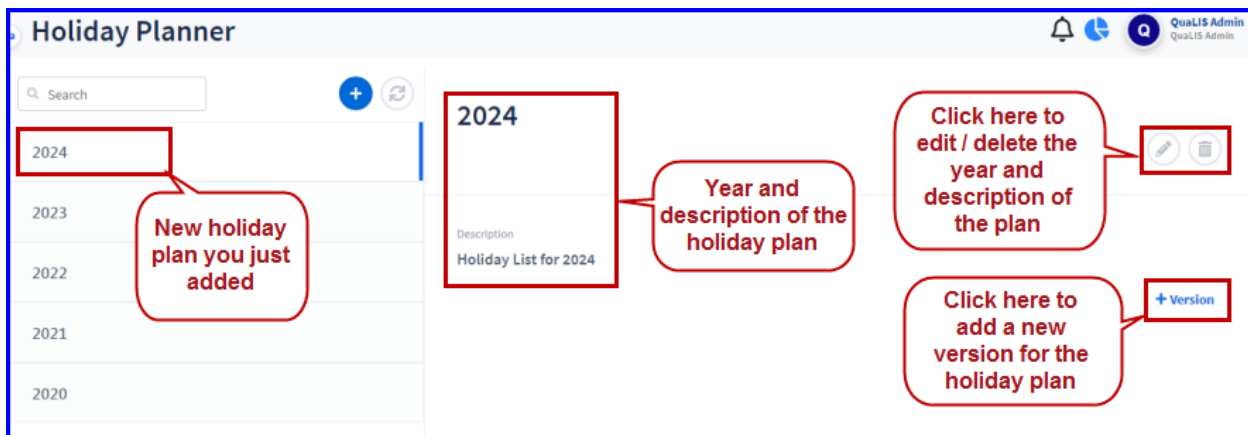 Holiday Planner
Q
QuaLIS Admin
QuaLIS Admin
Search
2024
2023
2022
2021
2020
New holiday
plan you just
added
2024
Description
Holiday List for 2024
Year and
description of the
holiday plan
Click here to
edit / delete the
year and
description of
the plan
Click here to
add a new
version for the
holiday plan
+ Version